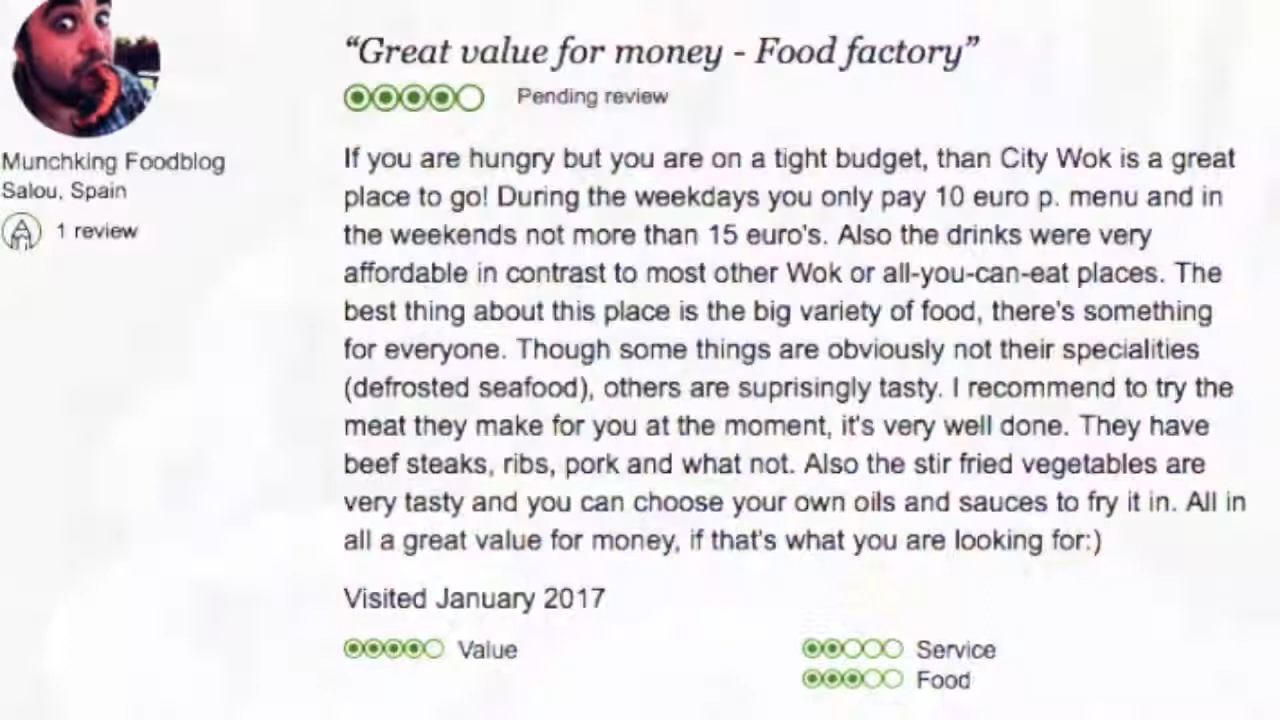 “Great value for money - Food factory”
Pending review
Munchking Foodblog
Salou, Spain
1 review
If you are hungry but you are on a tight budget, than City Wok is a great
place to go! During the weekdays you only pay 10 euro p. menu and in
the weekends not more than 15 euro's. Also the drinks were very
affordable in contrast to most other Wok or all-you-can-eat places. The
best thing about this place is the big variety of food, there's something
for everyone. Though some things are obviously not their specialities
(defrosted seafood), others are suprisingly tasty. I recommend to try the
meat they make for you at the moment, it's very well done. They have
beef steaks, ribs, pork and what not. Also the stir fried vegetables are
very tasty and you can choose your own oils and sauces to fry it in. All in
all a great value for money, if that's what you are looking for:)
Visited January 2017
Value
Service
Food